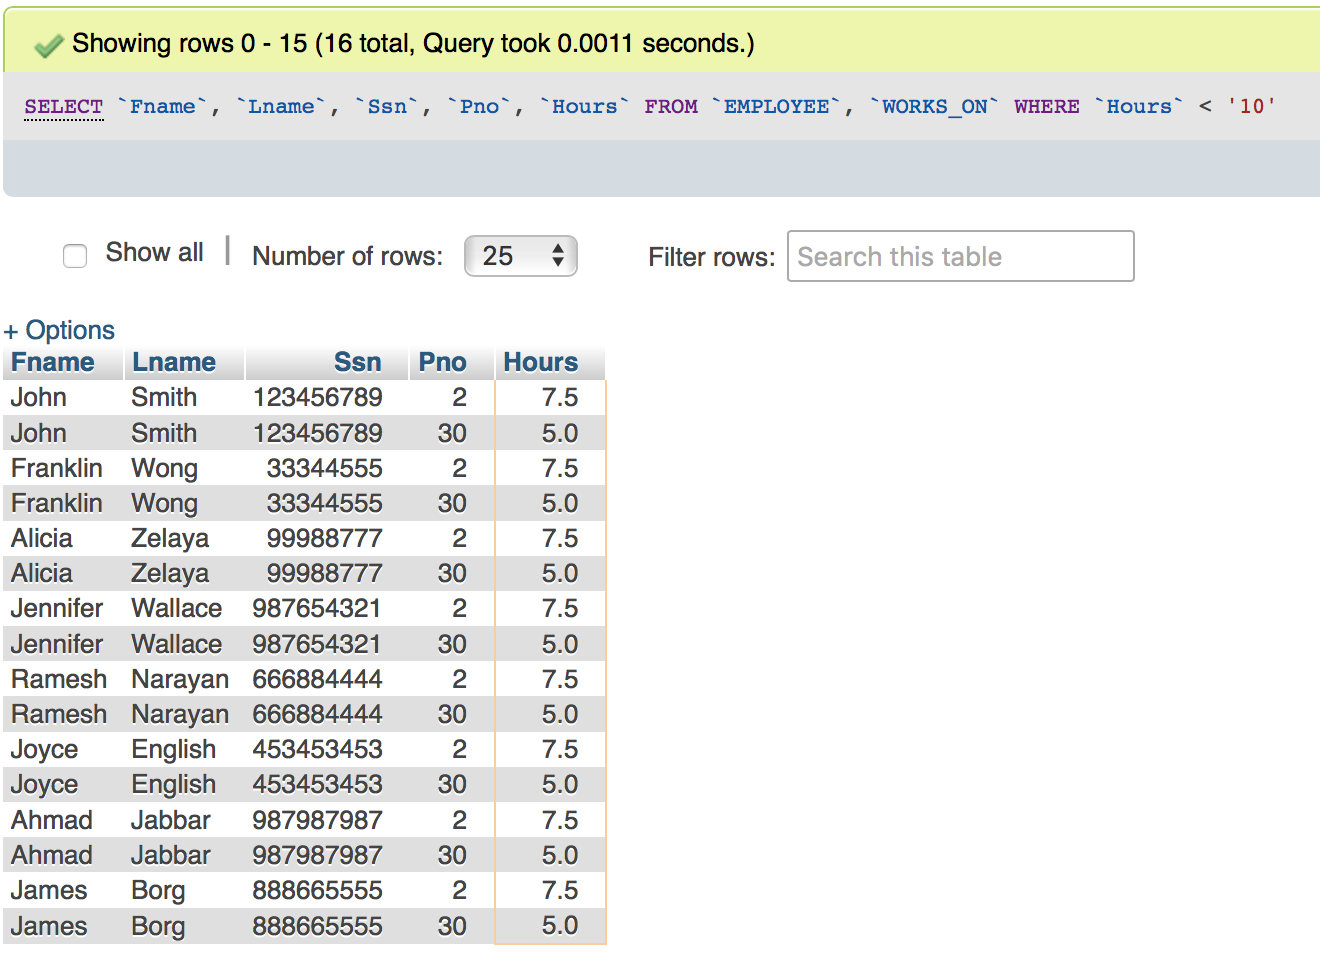 Showing rows 0 - 15 (16 total, Query took 0.0011 seconds.)
SELECT `Fname`, `Lname`, `Ssn`, `Pno`, `Hours` FROM `EMPLOYEE`, `WORKS_ON` WHERE `Hours` < '10'
Show all | Number of rows: 25 Filter rows: Search this table
+ Options
Fname Lname Ssn Pno Hours
John Smith 123456789 2 7.5
John Smith 123456789 30 5.0
Franklin Wong 33344555 2 7.5
Franklin Wong 33344555 30 5.0
Alicia Zelaya 99988777 2 7.5
Alicia Zelaya 99988777 30 5.0
Jennifer Wallace 987654321 2 7.5
Jennifer Wallace 987654321 30 5.0
Ramesh Narayan 666884444 2 7.5
Ramesh Narayan 666884444 30 5.0
Joyce English 453453453 2 7.5
Joyce English 453453453 30 5.0
Ahmad Jabbar 987987987 2 7.5
Ahmad Jabbar 987987987 30 5.0
James Borg 888665555 2 7.5
James Borg 888665555 30 5.0